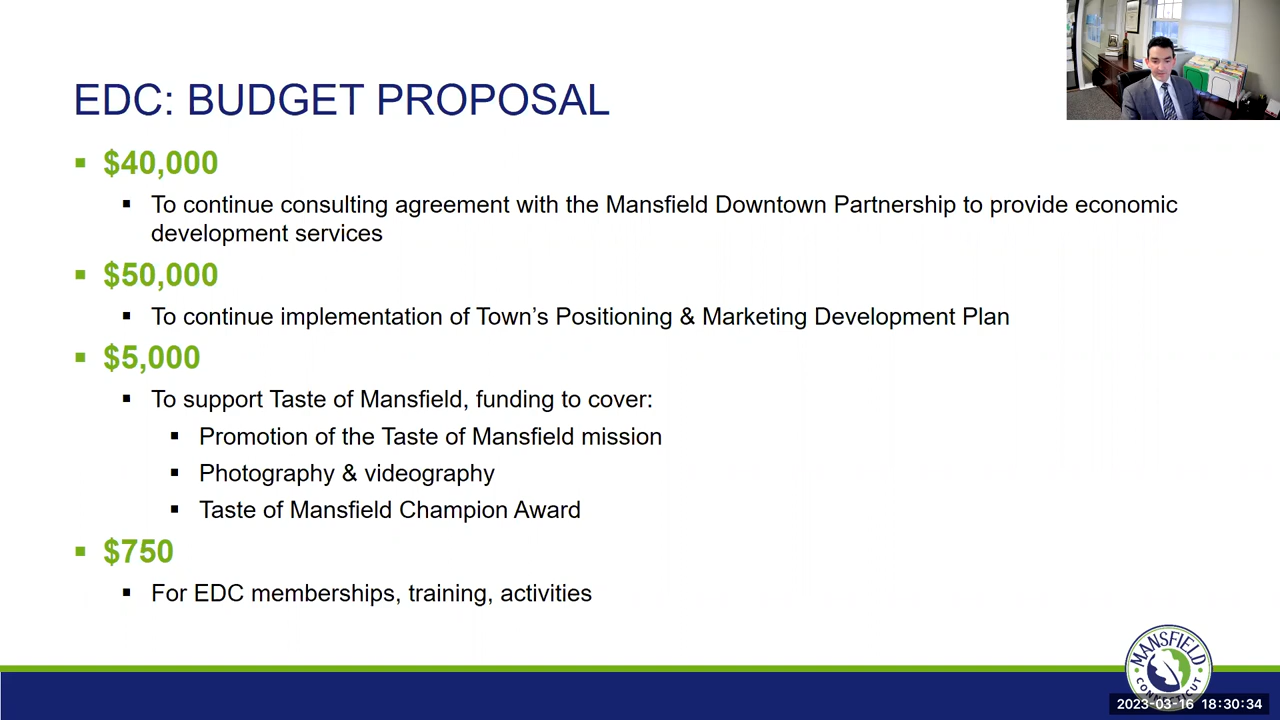 EDC: BUDGET PROPOSAL
$40,000
To continue consulting agreement with the Mansfield Downtown Partnership to provide economic
development services
$50,000
To continue implementation of Town’s Positioning & Marketing Development Plan
$5,000
To support Taste of Mansfield, funding to cover:
Promotion of the Taste of Mansfield mission
Photography & videography
Taste of Mansfield Champion Award
$750
For EDC memberships, training, activities
MANSFIELD
CONNECTICUT
2023-03-16 18:30:34